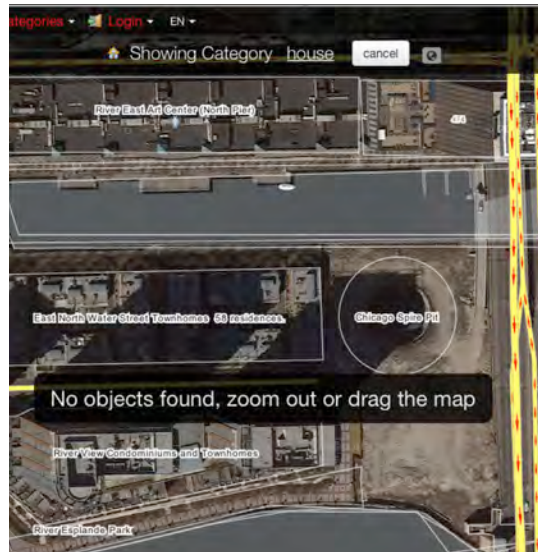 ategories Login EN
Showing Category house cancel
River East Art Center (North Pier)
474
East North Water Street Townhomes 58 residences.
Chicago Spire Pit
No objects found, zoom out or drag the map
River View Condominiums and Townhomes
River Esplande Park